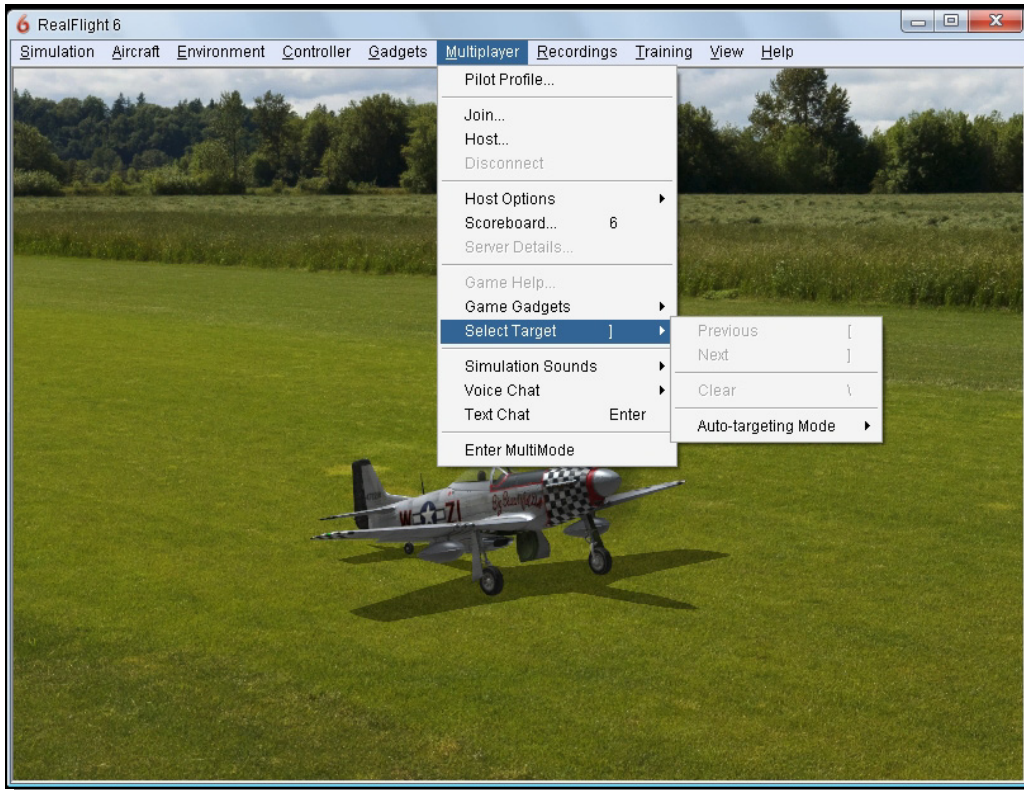 RealFlight 6
Simulation Aircraft Environment Controller Gadgets Multiplayer Recordings Training View Help
Pilot Profile...
Join...
Host...
Disconnect
Host Options
Scoreboard... 6
Server Details...
Game Help...
Game Gadgets
Select Target ]
Previous [
Next ]
Clear \
Auto-targeting Mode
Simulation Sounds
Voice Chat
Text Chat Enter
Enter MultiMode
W ZI